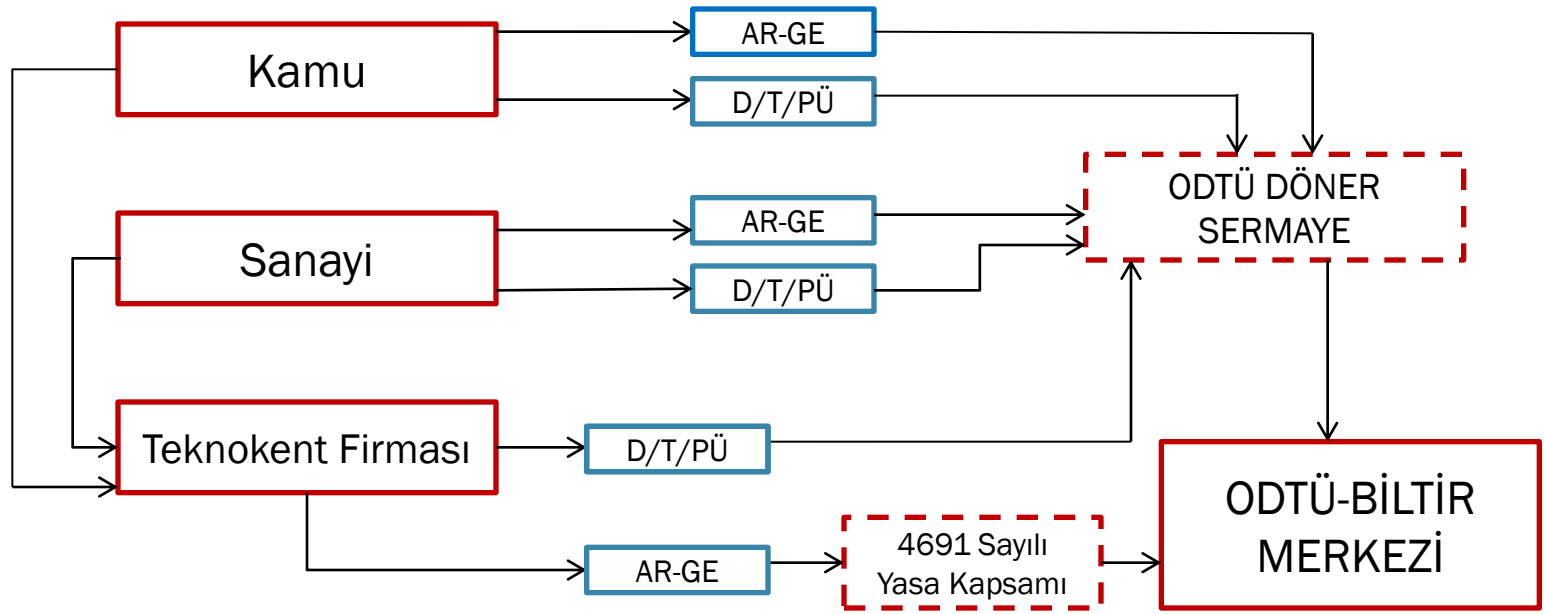 Kamu
AR-GE
D/T/PÜ
ODTÜ DÖNER
SERMAYE
Sanayi
AR-GE
D/T/PÜ
Teknokent Firması
D/T/PÜ
ODTÜ-BİLTİR
MERKEZİ
AR-GE
4691 Sayılı
Yasa Kapsamı